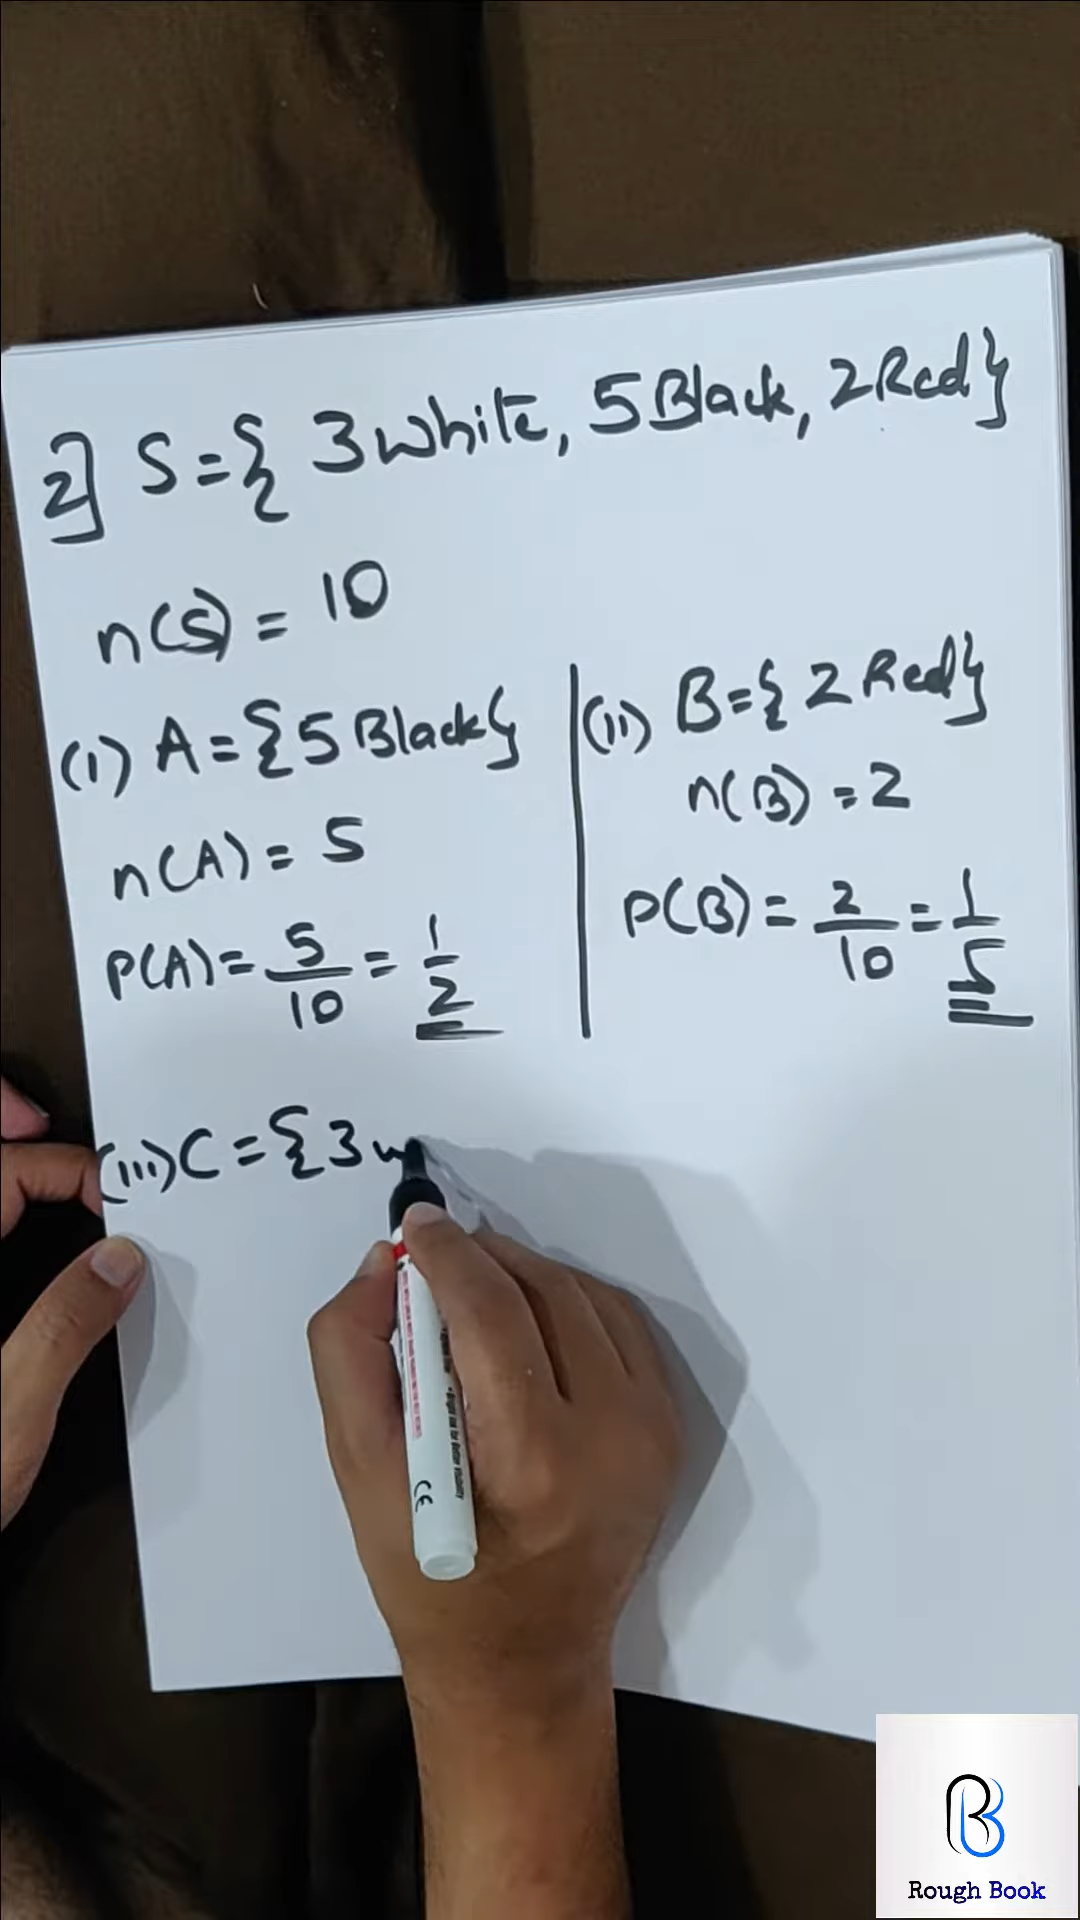 2] S={ 3 white, 5 Black, 2 Red}
n(S) = 10
(i) A={5 Black}
n(A) = 5
P(A) = 5/10 = 1/2
(ii) B={2 Red}
n(B) = 2
P(B) = 2/10 = 1/5
(iii) C={3 w
CE
Rough Book